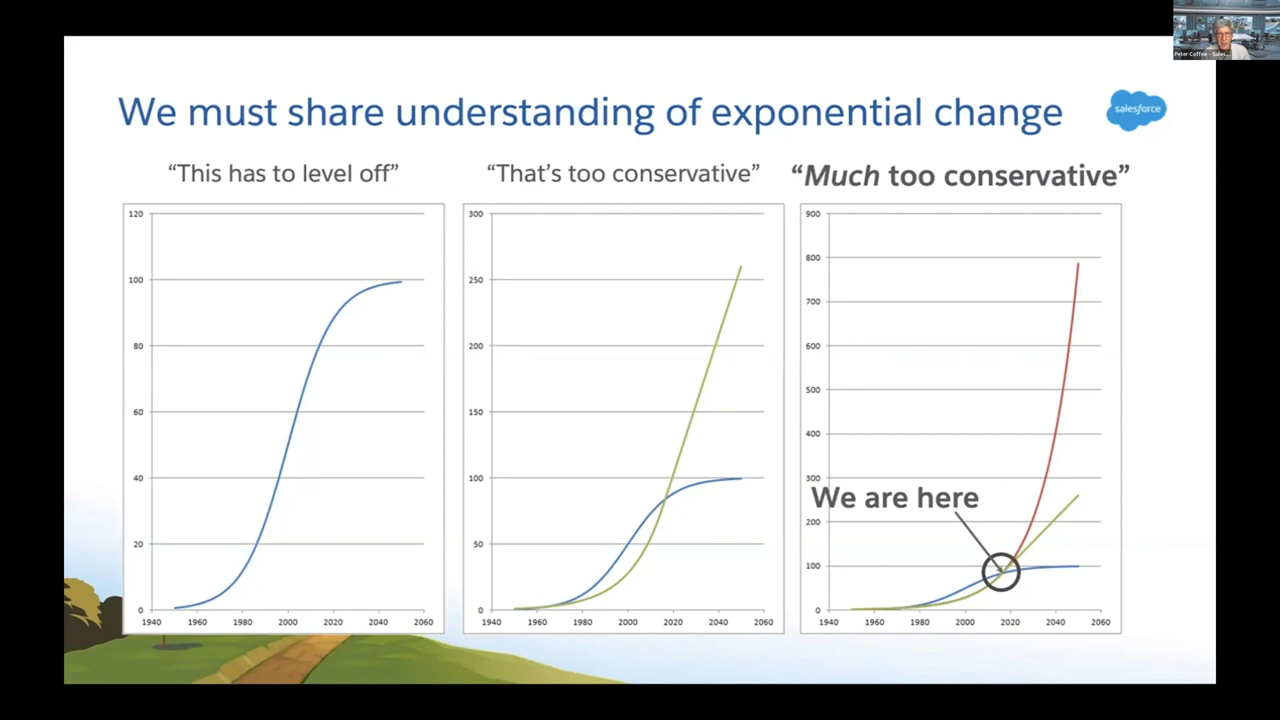 Peter Coffee - Sales...
We must share understanding of exponential change
salesforce
“This has to level off”
“That’s too conservative”
“Much too conservative”
120
100
80
60
40
20
0
1940 1960 1980 2000 2020 2040 2060
300
250
200
150
100
50
0
1940 1960 1980 2000 2020 2040 2060
900
800
700
600
500
400
300
We are here
200
100
0
1940 1960 1980 2000 2020 2040 2060